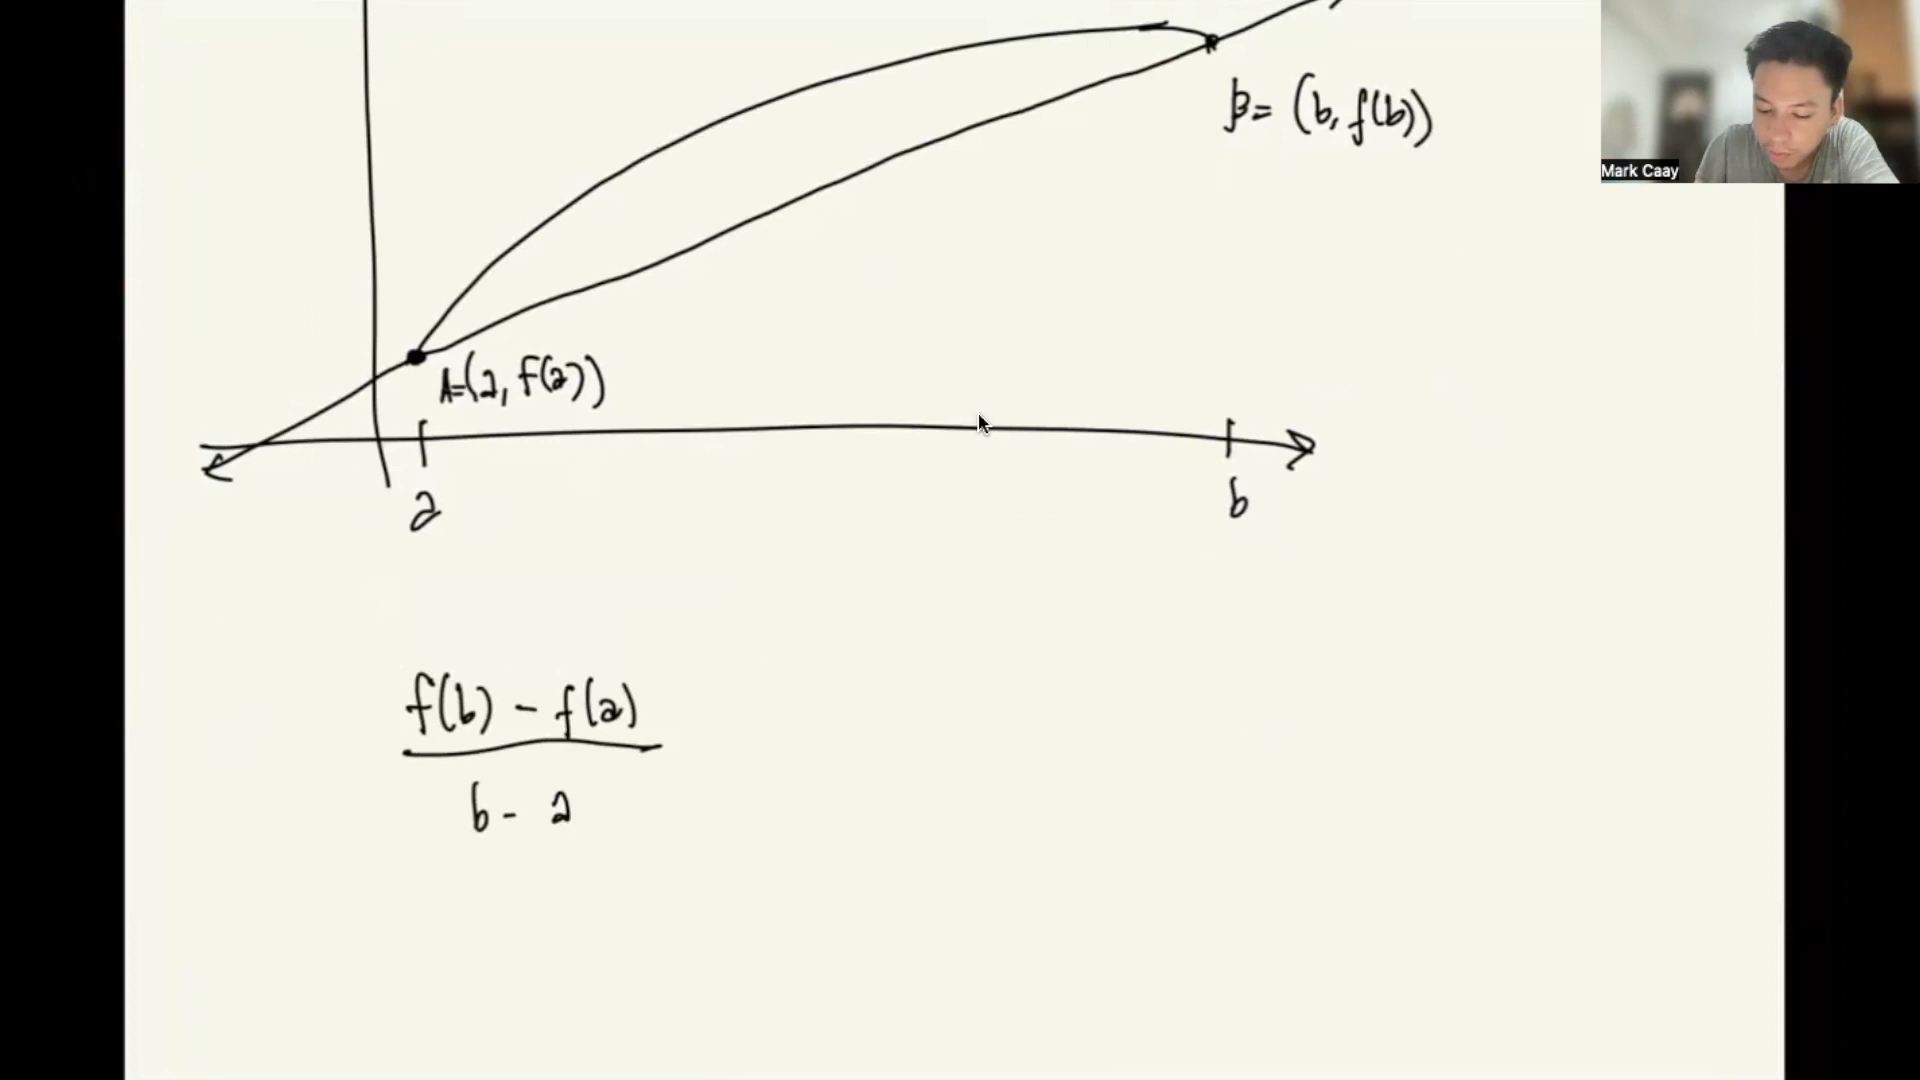 Mark Caay
B= (b, f(b))
A=(a, f(a))
a
b
f(b) - f(a)
b - a